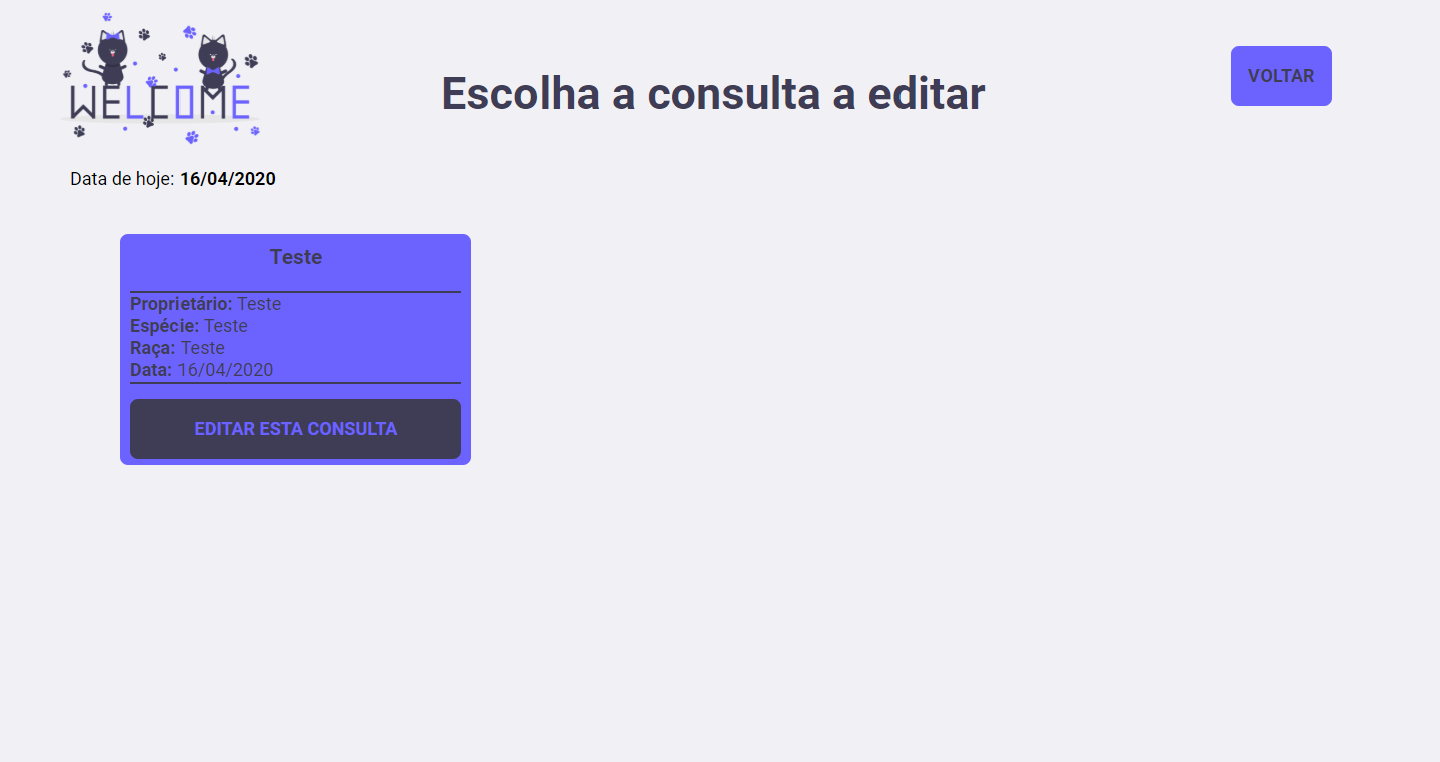 WELCOME
Escolha a consulta a editar
VOLTAR
Data de hoje: 16/04/2020
Teste
Proprietário: Teste
Espécie: Teste
Raça: Teste
Data: 16/04/2020
EDITAR ESTA CONSULTA